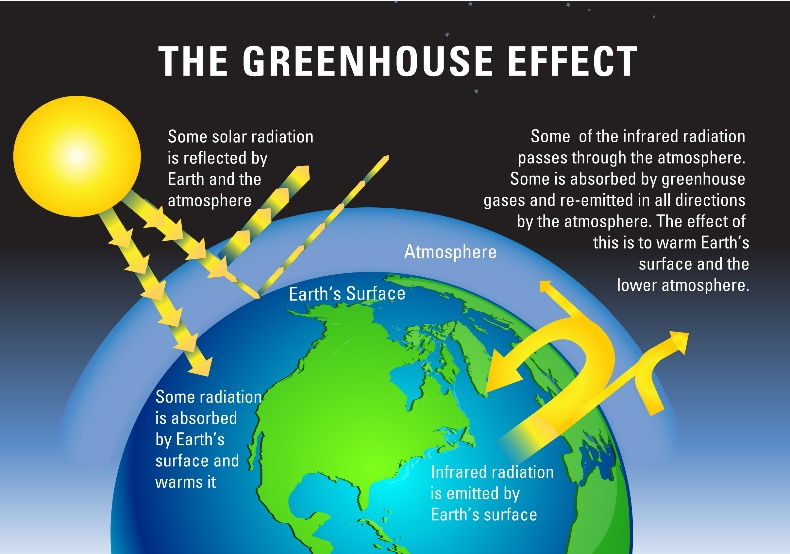 THE GREENHOUSE EFFECT
Some solar radiation
is reflected by
Earth and the
atmosphere
Some of the infrared radiation
passes through the atmosphere.
Some is absorbed by greenhouse
gases and re-emitted in all directions
by the atmosphere. The effect of
this is to warm Earth's
surface and the
lower atmosphere.
Atmosphere
Earth's Surface
Some radiation
is absorbed
by Earth's
surface and
warms it
Infrared radiation
is emitted by
Earth's surface